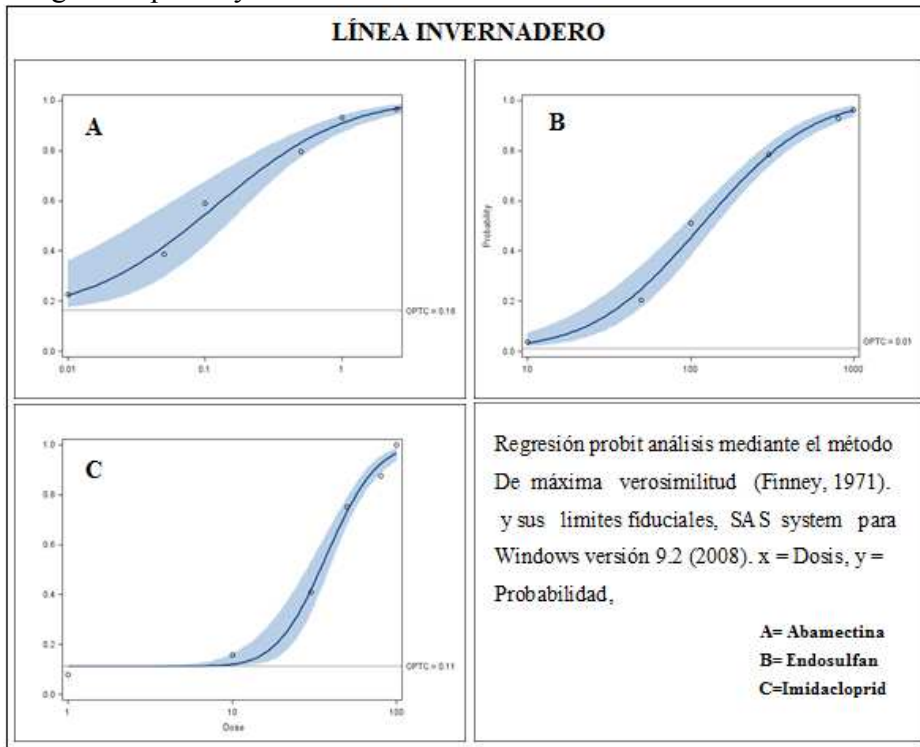 LÍNEA INVERNADERO
A
1.0
0.8
0.6
0.4
0.2
0.0
OPTC = 0.16
0.01 0.1 1
B
Probability
1.0
0.8
0.6
0.4
0.2
0.0
OPTC = 0.01
10 100 1000
C
1.0
0.8
0.6
0.4
0.2
0.0
OPTC = 0.11
1 10 100
Dose
Regresión probit análisis mediante el método
De máxima verosimilitud (Finney, 1971).
y sus limites fiduciales, SAS system para
Windows versión 9.2 (2008). x = Dosis, y =
Probabilidad,
A= Abamectina
B= Endosulfan
C=Imidacloprid